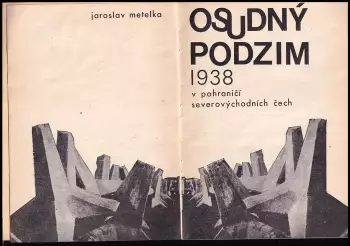 jaroslav metelka
OSUDNÝ
PODZIM
1938
v pohraničí
severovýchodních čech